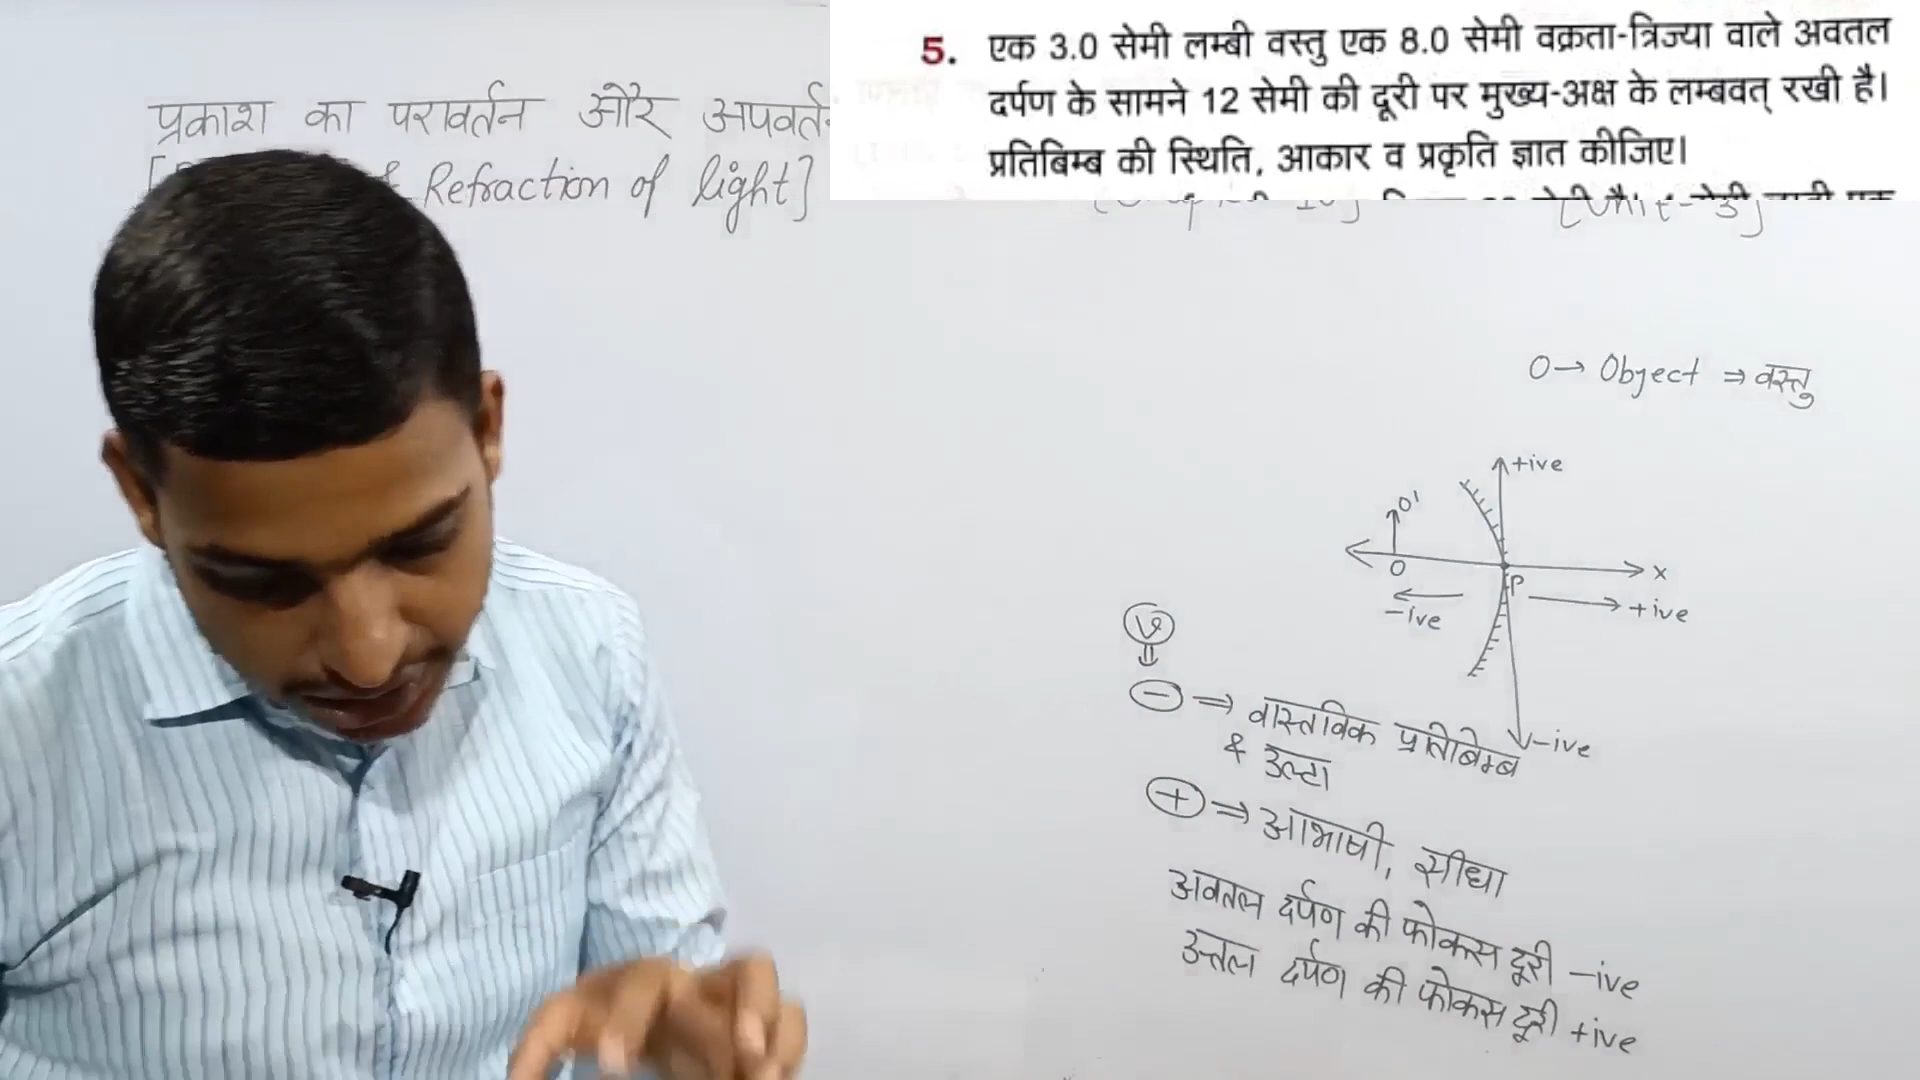 5. एक 3.0 सेमी लम्बी वस्तु एक 8.0 सेमी वक्रता-त्रिज्या वाले अवतल
दर्पण के सामने 12 सेमी की दूरी पर मुख्य-अक्ष के लम्बवत् रखी है।
प्रतिबिम्ब की स्थिति, आकार व प्रकृति ज्ञात कीजिए।
प्रकाश का परावर्तन और अपवर्त
& Refraction of light]
[Unit-3]
O→ Object ⇒ वस्तु
+ive
O'
O
P
x
-ive
+ive
-ive
v
⇓
⊖ ⇒ वास्तविक प्रतिबिम्ब
& उल्टा
⊕ ⇒ आभाषी, सीधा
अवतल दर्पण की फोकस दूरी -ive
उत्तल दर्पण की फोकस दूरी +ive